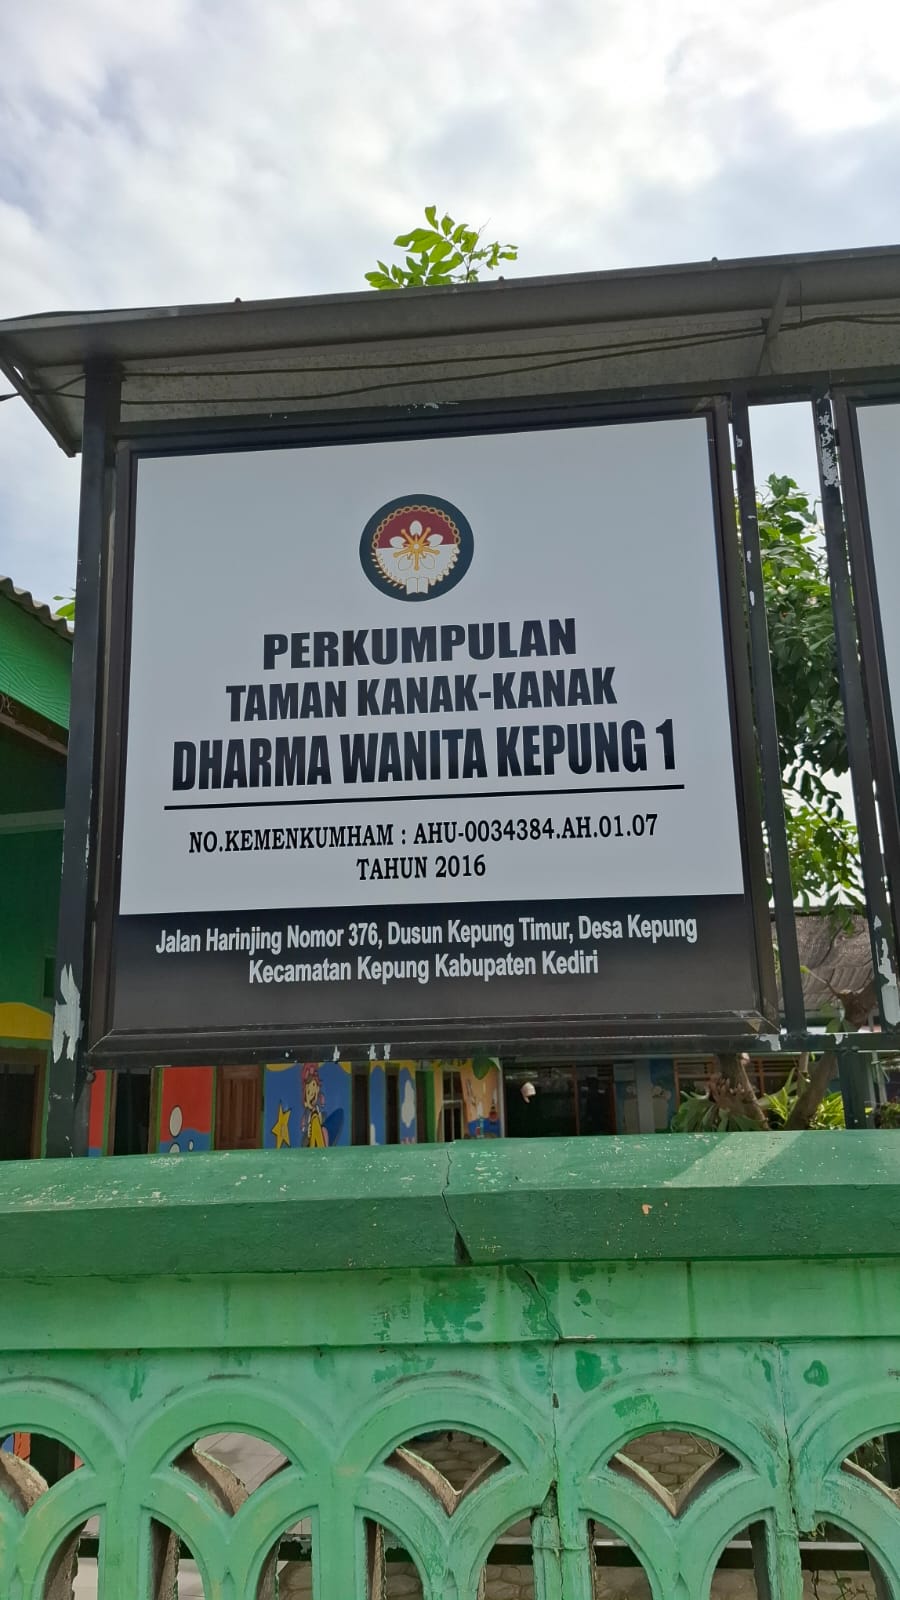 PERKUMPULAN
TAMAN KANAK-KANAK
DHARMA WANITA KEPUNG 1
NO.KEMENKUMHAM : AHU-0034384.AH.01.07
TAHUN 2016
Jalan Harinjing Nomor 376, Dusun Kepung Timur, Desa Kepung
Kecamatan Kepung Kabupaten Kediri